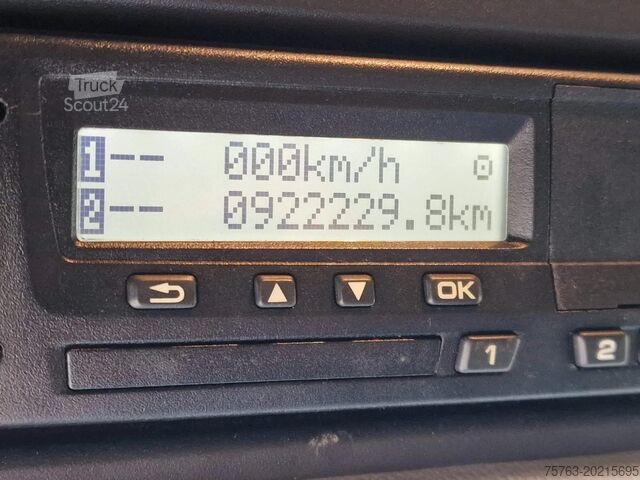 Truck
Scout24
1-- 000km/h
2-- 0922229.8km
OK
1
2
75763-20215695